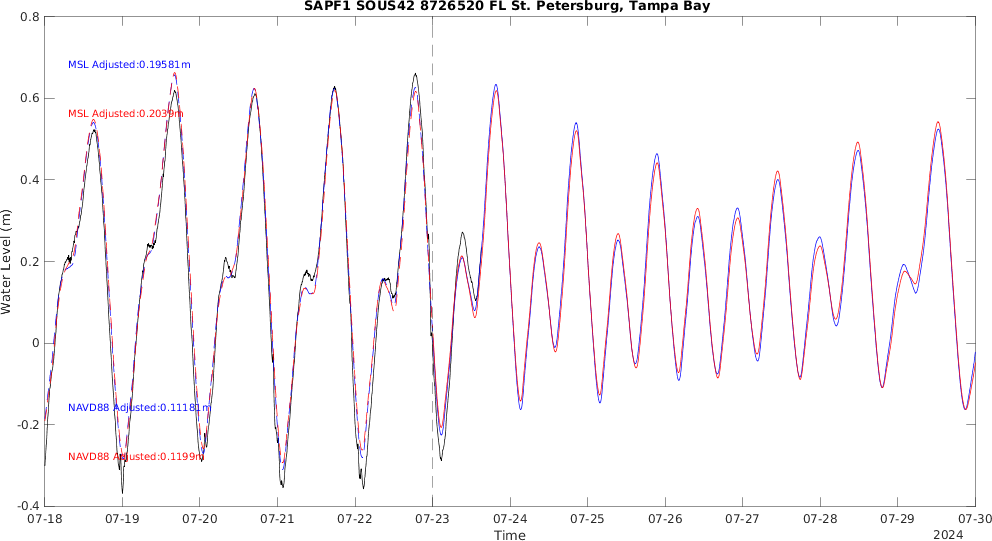 SAPF1 SOUS42 8726520 FL St. Petersburg, Tampa Bay
0.8
MSL Adjusted:0.19581m
0.6
MSL Adjusted:0.2039m
0.4
Water Level (m)
0.2
0
NAVD88 Adjusted:0.11181m
-0.2
NAVD88 Adjusted:0.1199m
-0.4
07-18 07-19 07-20 07-21 07-22 07-23 07-24 07-25 07-26 07-27 07-28 07-29 07-30
Time
2024